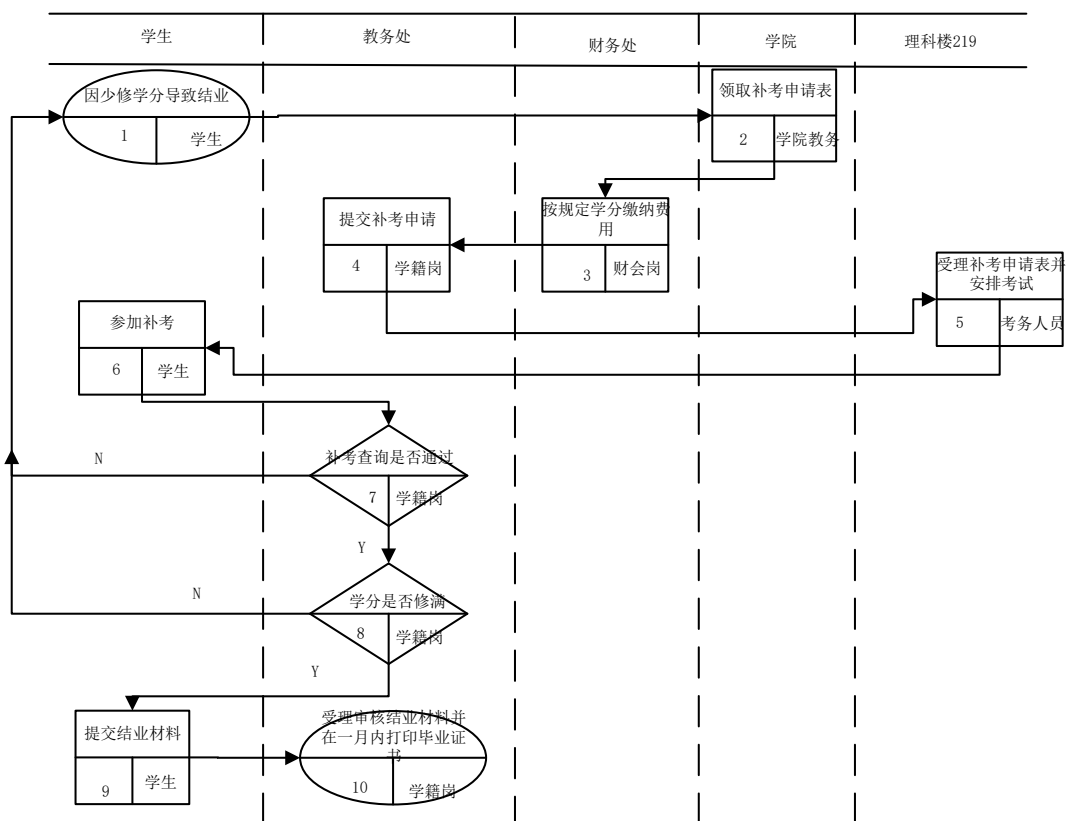 学生
教务处
财务处
学院
理科楼219
因少修学分导致结业
1
学生
领取补考申请表
2
学院教务
按规定学分缴纳费
用
3
财会岗
提交补考申请
4
学籍岗
受理补考申请表并
安排考试
5
考务人员
参加补考
6
学生
补考查询是否通过
7
学籍岗
N
Y
学分是否修满
8
学籍岗
N
Y
提交结业材料
9
学生
受理审核结业材料并
在一月内打印毕业证
书
10
学籍岗